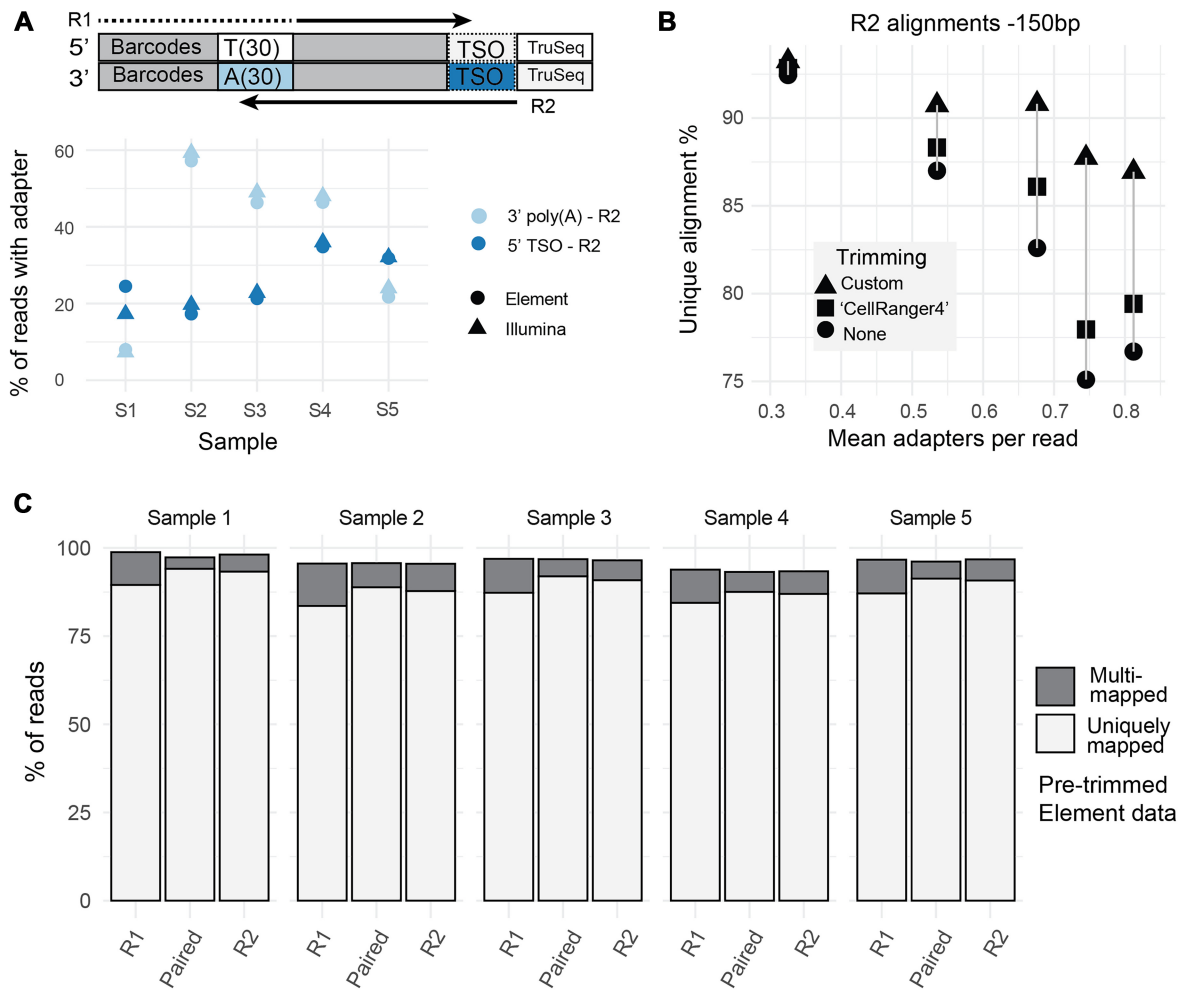 A
R1
5’ Barcodes T(30) TSO TruSeq
3’ Barcodes A(30) TSO TruSeq
R2
% of reads with adapter
60
40
20
0
S1 S2 S3 S4 S5
Sample
3’ poly(A) - R2
5’ TSO - R2
Element
Illumina
B
R2 alignments -150bp
Unique alignment %
90
85
80
75
Trimming
Custom
‘CellRanger4’
None
0.3 0.4 0.5 0.6 0.7 0.8
Mean adapters per read
C
Sample 1 Sample 2 Sample 3 Sample 4 Sample 5
% of reads
100
75
50
25
0
R1 Paired R2 R1 Paired R2 R1 Paired R2 R1 Paired R2 R1 Paired R2
Multi-
mapped
Uniquely
mapped
Pre-trimmed
Element data